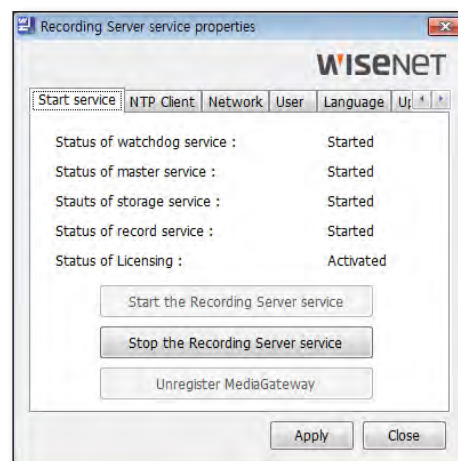 Recording Server service properties
WISENET
Start service NTP Client Network User Language
Status of watchdog service : Started
Status of master service : Started
Stauts of storage service : Started
Status of record service : Started
Status of Licensing : Activated
Start the Recording Server service
Stop the Recording Server service
Unregister MediaGateway
Apply Close